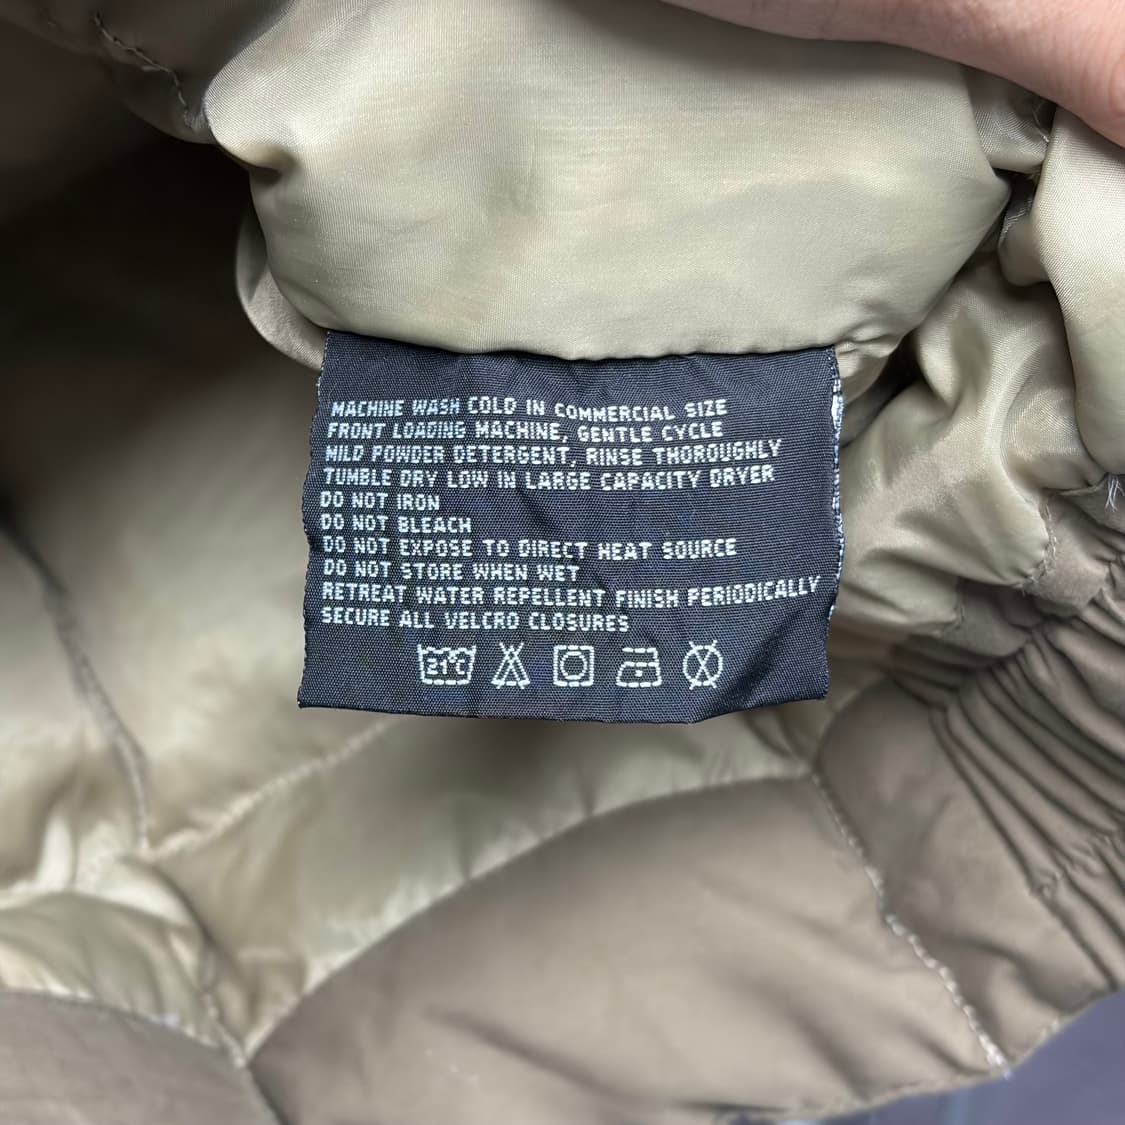 MACHINE WASH COLD IN COMMERCIAL SIZE
FRONT LOADING MACHINE, GENTLE CYCLE
MILD POWDER DETERGENT, RINSE THOROUGHLY
TUMBLE DRY LOW IN LARGE CAPACITY DRYER
DO NOT IRON
DO NOT BLEACH
DO NOT EXPOSE TO DIRECT HEAT SOURCE
DO NOT STORE WHEN WET
RETREAT WATER REPELLENT FINISH PERIODICALLY
SECURE ALL VELCRO CLOSURES
21°C